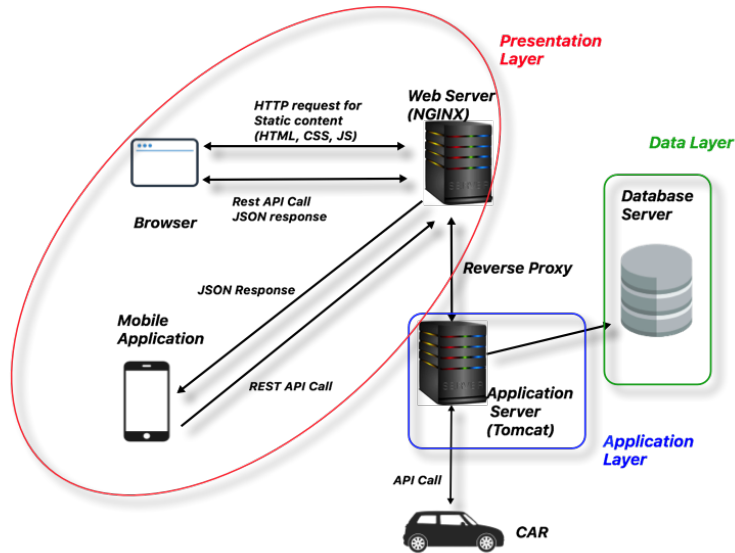 Presentation
Layer
HTTP request for
Static content
(HTML, CSS, JS)
Web Server
(NGINX)
Data Layer
Rest API Call
JSON response
Browser
Database
Server
JSON Response
Reverse Proxy
Mobile
Application
REST API Call
Application
Server
(Tomcat)
Application
Layer
API Call
CAR